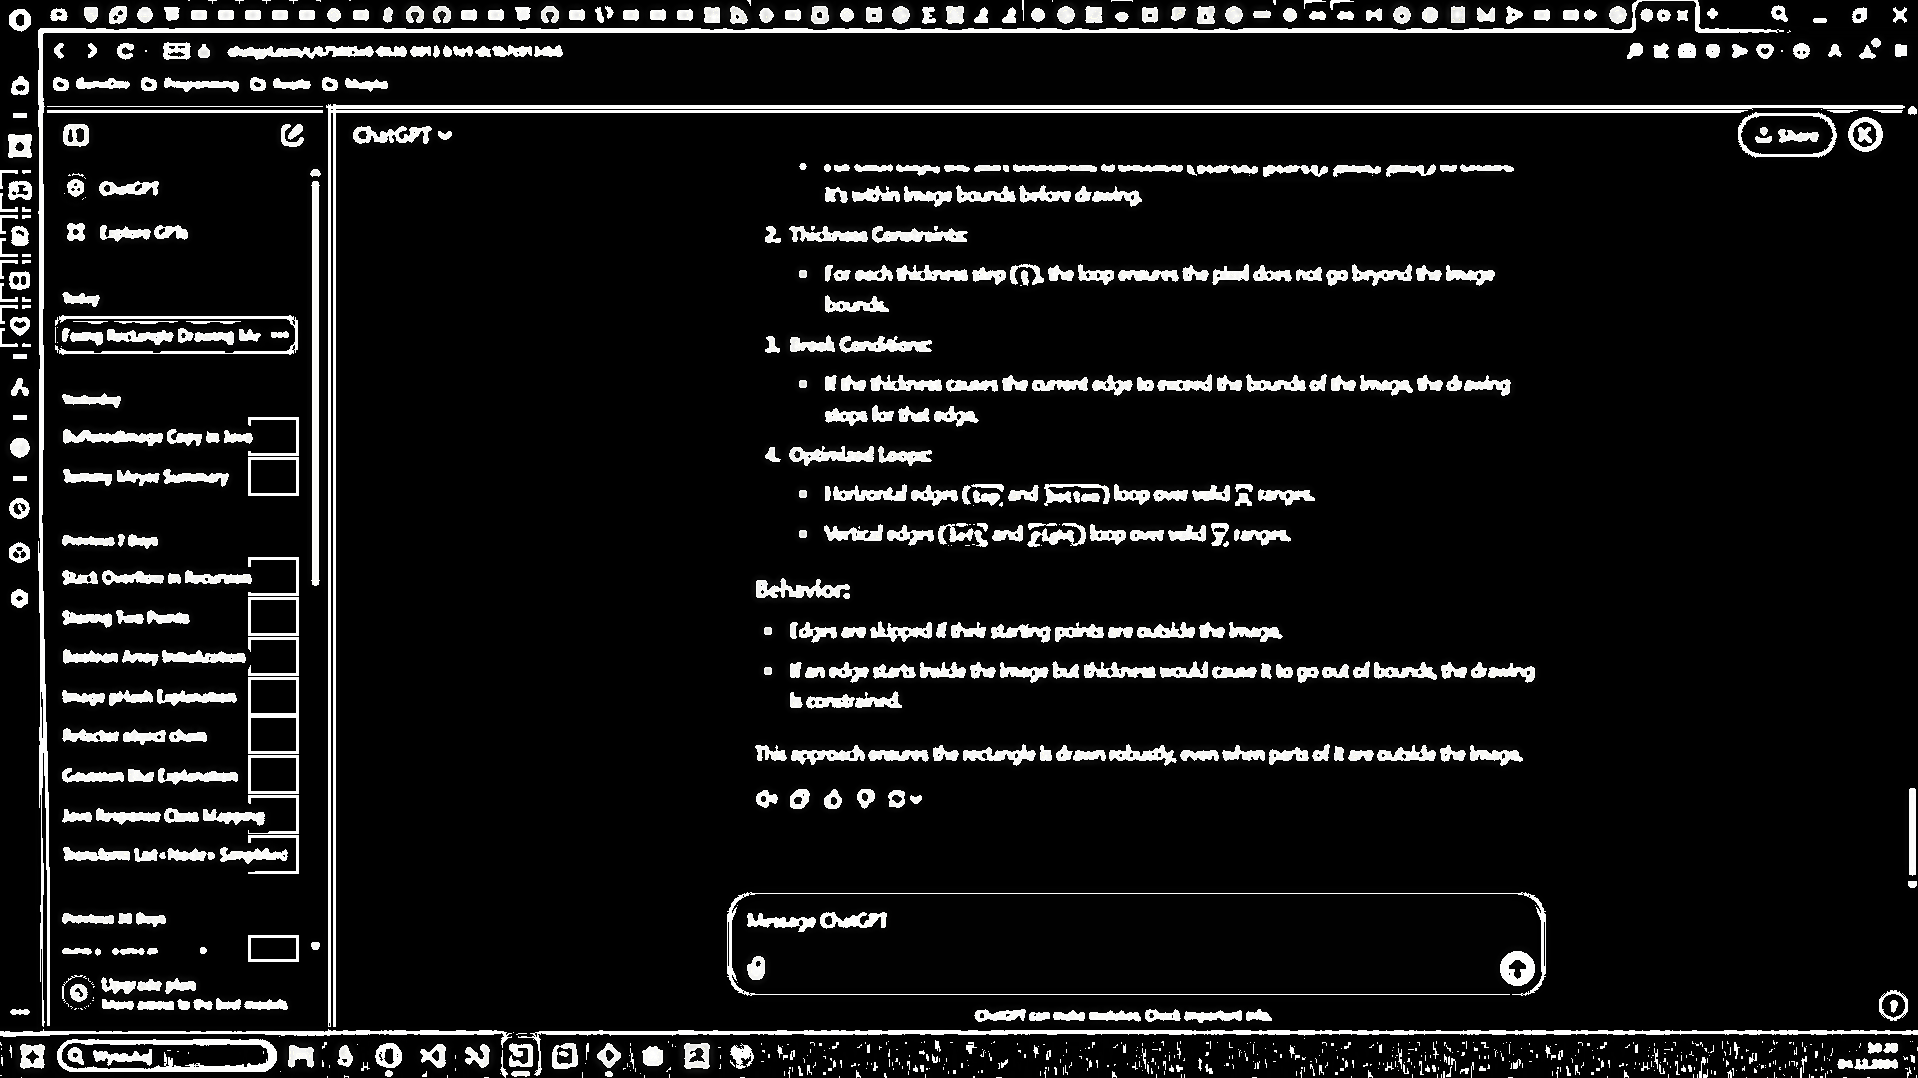 GameDev Programming
ChatGPT
Share
ChatGPT
Explore GPTs
Today
Fixing Rectangle Drawing Me
Yesterday
BufferedImage Copy in Java
Tommy Meyer Summary
Previous 7 Days
Stack Overflow in Recursion
Storing Two Points
Boolean Array Initialization
Image pHash Explanation
Refactor object chain
Gaussian Blur Explanation
Java Response Class Mapping
Transform List<Node> Simplified
Previous 30 Days
Upgrade plan
More access to the best models
it's within image bounds before drawing.
2. Thickness Constraints:
For each thickness step (i), the loop ensures the pixel does not go beyond the image
bounds.
3. Break Conditions:
If the thickness causes the current edge to exceed the bounds of the image, the drawing
stops for that edge.
4. Optimized Loops:
Horizontal edges (top and bottom) loop over valid x ranges.
Vertical edges (left and right) loop over valid y ranges.
Behavior:
Edges are skipped if their starting points are outside the image.
If an edge starts inside the image but thickness would cause it to go out of bounds, the drawing
is constrained.
This approach ensures the rectangle is drawn robustly, even when parts of it are outside the image.
Message ChatGPT
ChatGPT can make mistakes. Check important info.
Wyszukaj
04.12.2024